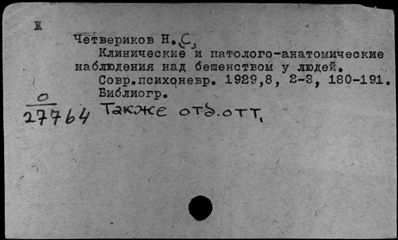 Ж
Четвериков Н.С.
Клинические и патолого-анатомические
наблюдения над бешенством у людей.
Совр.психоневр. 1929,8, 2-3, 180-191.
Библиогр.
О
27764
Также отд.отт.